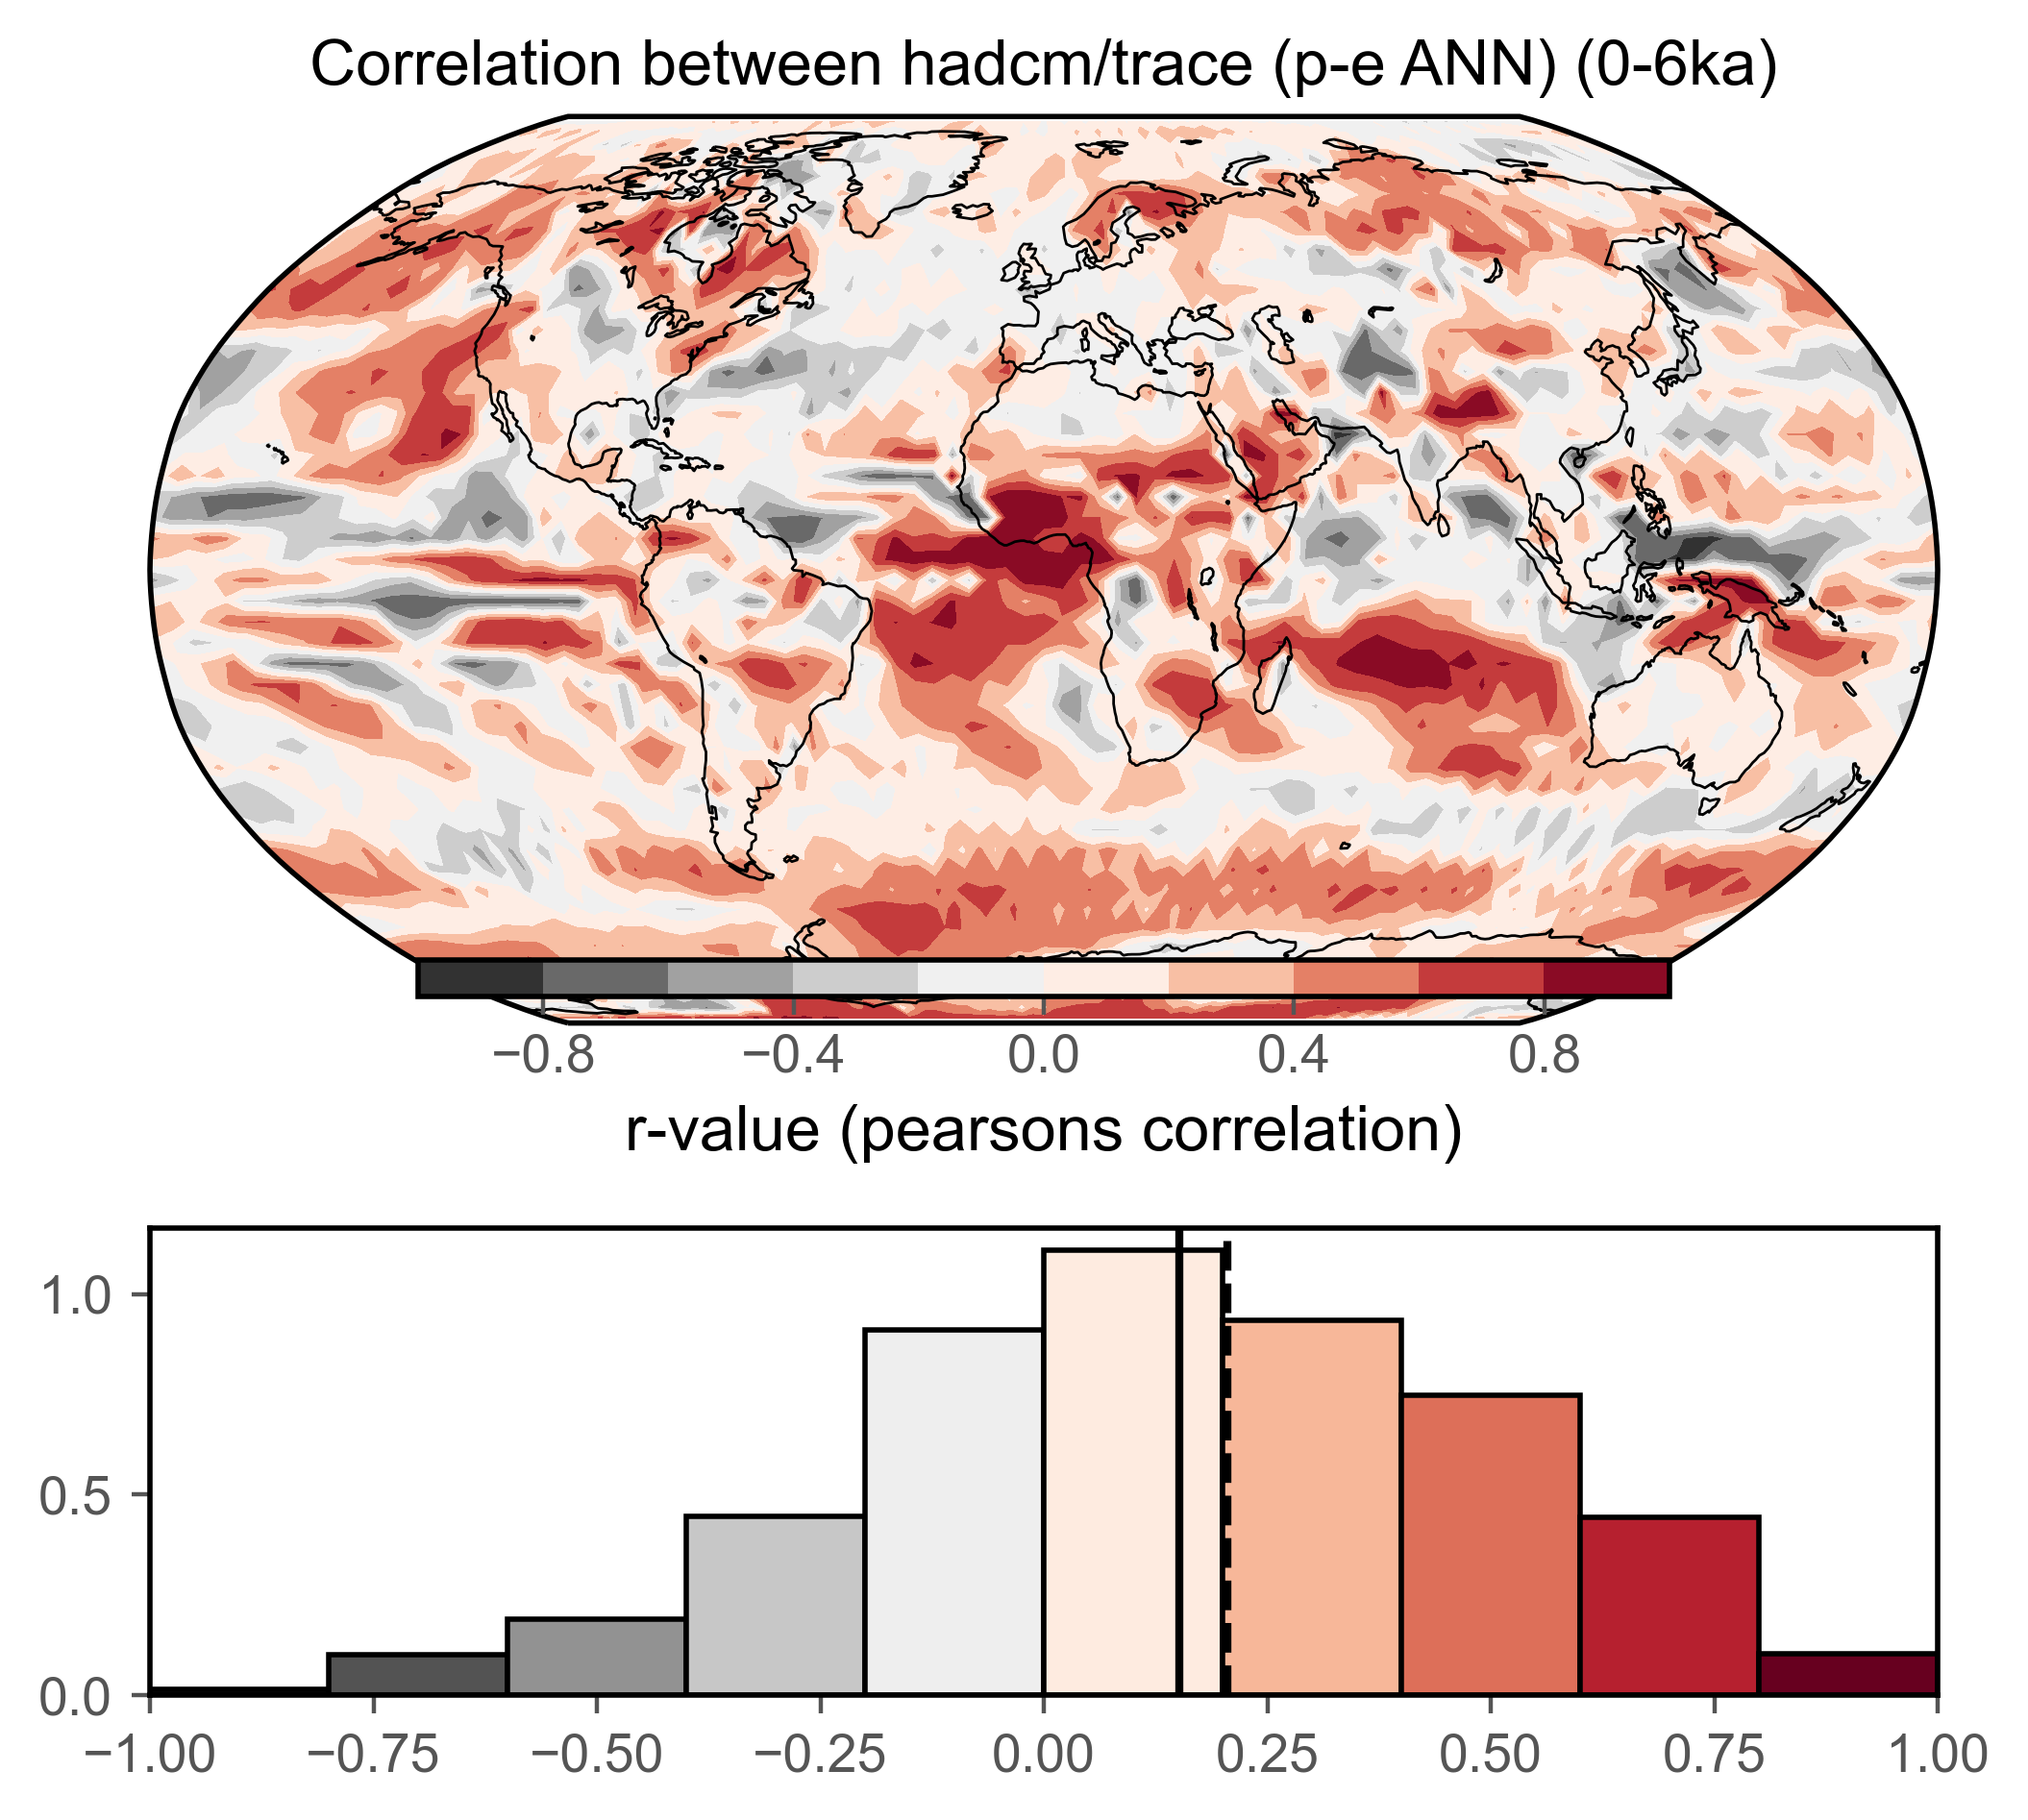 Correlation between hadcm/trace (p-e ANN) (0-6ka)
−0.8 −0.4 0.0 0.4 0.8
r-value (pearsons correlation)
1.0
0.5
0.0
−1.00 −0.75 −0.50 −0.25 0.00 0.25 0.50 0.75 1.00